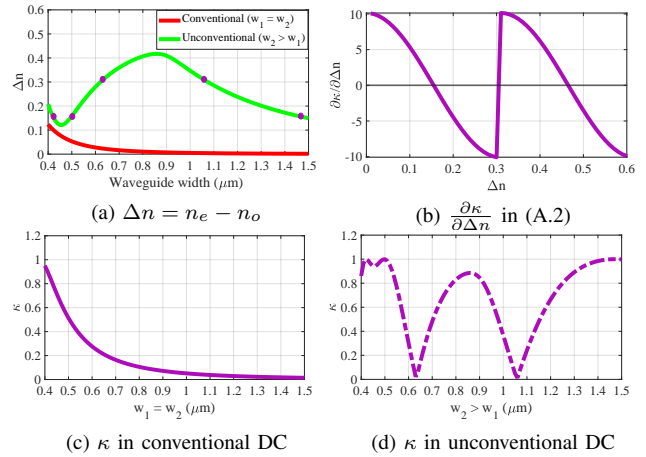 Conventional (w1 = w2)
Unconventional (w2 > w1)
Δn
0.6
0.5
0.4
0.3
0.2
0.1
0
0.4 0.5 0.6 0.7 0.8 0.9 1 1.1 1.2 1.3 1.4 1.5
Waveguide width (μm)
(a) Δn = ne − no
∂κ/∂Δn
10
5
0
-5
-10
0 0.1 0.2 0.3 0.4 0.5 0.6
Δn
(b) ∂κ/∂Δn in (A.2)
κ
1.2
1
0.8
0.6
0.4
0.2
0
0.4 0.5 0.6 0.7 0.8 0.9 1 1.1 1.2 1.3 1.4 1.5
w1 = w2 (μm)
(c) κ in conventional DC
κ
1.2
1
0.8
0.6
0.4
0.2
0
0.4 0.5 0.6 0.7 0.8 0.9 1 1.1 1.2 1.3 1.4 1.5
w2 > w1 (μm)
(d) κ in unconventional DC